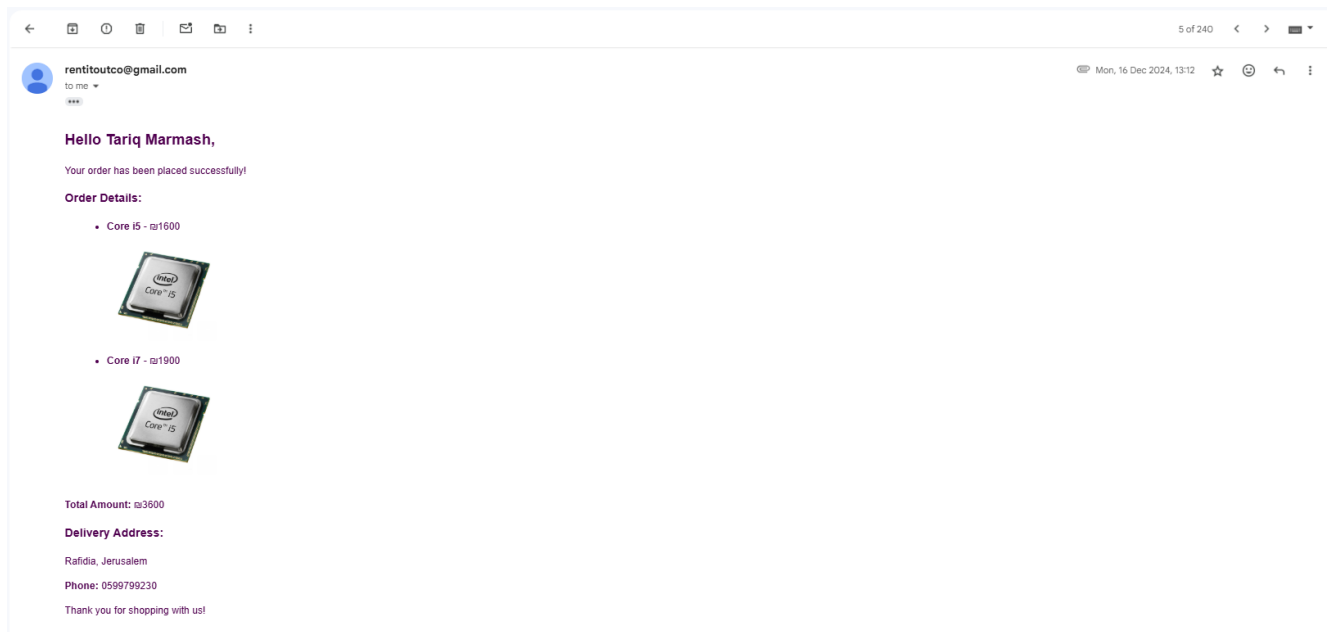 5 of 240
rentitoutco@gmail.com
Mon, 16 Dec 2024, 13:12
to me
Hello Tariq Marmash,
Your order has been placed successfully!
Order Details:
• Core i5 - ₪1600
intel
Core™ i5
• Core i7 - ₪1900
intel
Core™ i5
Total Amount: ₪3600
Delivery Address:
Rafidia, Jerusalem
Phone: 0599799230
Thank you for shopping with us!